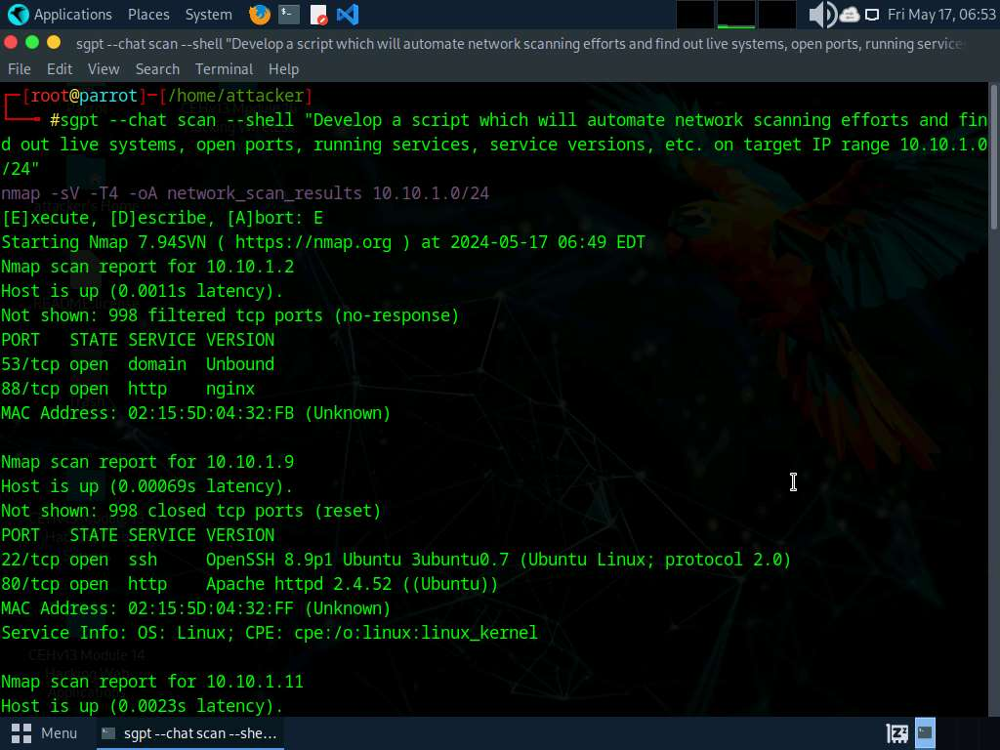 Applications Places System Fri May 17, 06:53
sgpt --chat scan --shell "Develop a script which will automate network scanning efforts and find out live systems, open ports, running service
File Edit View Search Terminal Help
[root@parrot]-[/home/attacker]
#sgpt --chat scan --shell "Develop a script which will automate network scanning efforts and fin
d out live systems, open ports, running services, service versions, etc. on target IP range 10.10.1.0
/24"
nmap -sV -T4 -oA network_scan_results 10.10.1.0/24
[E]xecute, [D]escribe, [A]bort: E
Starting Nmap 7.94SVN ( https://nmap.org ) at 2024-05-17 06:49 EDT
Nmap scan report for 10.10.1.2
Host is up (0.0011s latency).
Not shown: 998 filtered tcp ports (no-response)
PORT   STATE SERVICE VERSION
53/tcp open  domain  Unbound
88/tcp open  http    nginx
MAC Address: 02:15:5D:04:32:FB (Unknown)
Nmap scan report for 10.10.1.9
Host is up (0.00069s latency).
Not shown: 998 closed tcp ports (reset)
PORT   STATE SERVICE VERSION
22/tcp open  ssh     OpenSSH 8.9p1 Ubuntu 3ubuntu0.7 (Ubuntu Linux; protocol 2.0)
80/tcp open  http    Apache httpd 2.4.52 ((Ubuntu))
MAC Address: 02:15:5D:04:32:FF (Unknown)
Service Info: OS: Linux; CPE: cpe:/o:linux:linux_kernel
CEHv13 Module 14
Nmap scan report for 10.10.1.11
Host is up (0.0023s latency).
Menu sgpt --chat scan --she...